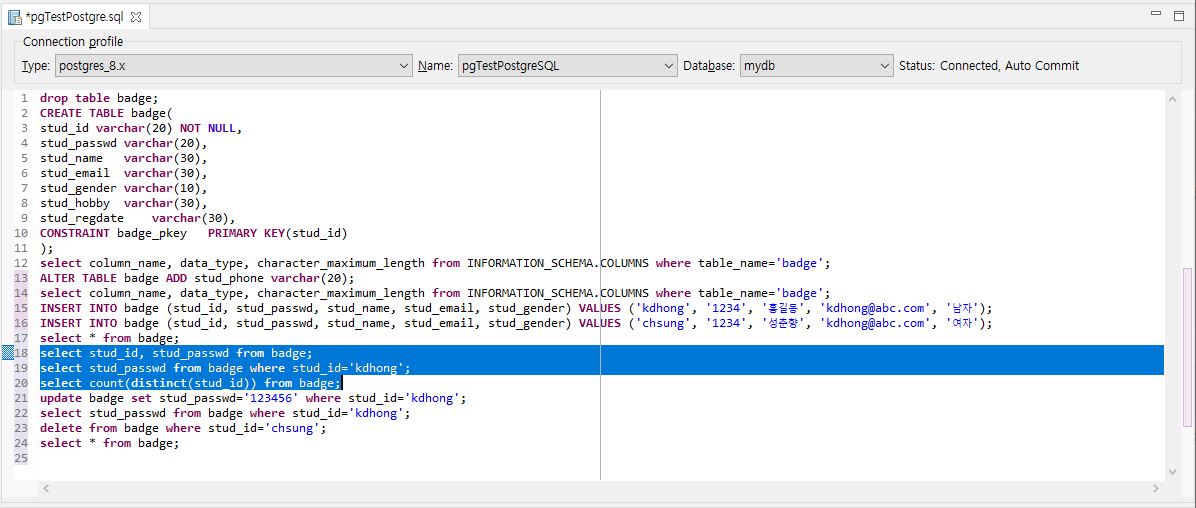 *pgTestPostgre.sql
Connection profile
Type: postgres_8.x Name: pgTestPostgreSQL Database: mydb Status: Connected, Auto Commit
1 drop table badge;
2 CREATE TABLE badge(
3 stud_id varchar(20) NOT NULL,
4 stud_passwd varchar(20),
5 stud_name varchar(30),
6 stud_email varchar(30),
7 stud_gender varchar(10),
8 stud_hobby varchar(30),
9 stud_regdate varchar(30),
10 CONSTRAINT badge_pkey PRIMARY KEY(stud_id)
11 );
12 select column_name, data_type, character_maximum_length from INFORMATION_SCHEMA.COLUMNS where table_name='badge';
13 ALTER TABLE badge ADD stud_phone varchar(20);
14 select column_name, data_type, character_maximum_length from INFORMATION_SCHEMA.COLUMNS where table_name='badge';
15 INSERT INTO badge (stud_id, stud_passwd, stud_name, stud_email, stud_gender) VALUES ('kdhong', '1234', '홍길동', 'kdhong@abc.com', '남자');
16 INSERT INTO badge (stud_id, stud_passwd, stud_name, stud_email, stud_gender) VALUES ('chsung', '1234', '성춘향', 'kdhong@abc.com', '여자');
17 select * from badge;
18 select stud_id, stud_passwd from badge;
19 select stud_passwd from badge where stud_id='kdhong';
20 select count(distinct(stud_id)) from badge;
21 update badge set stud_passwd='123456' where stud_id='kdhong';
22 select stud_passwd from badge where stud_id='kdhong';
23 delete from badge where stud_id='chsung';
24 select * from badge;
25